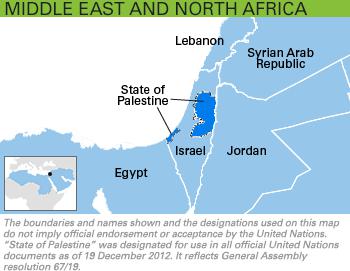 MIDDLE EAST AND NORTH AFRICA
Lebanon
Syrian Arab
Republic
State of
Palestine
Israel
Jordan
Egypt
The boundaries and names shown and the designations used on this map
do not imply official endorsement or acceptance by the United Nations.
“State of Palestine” was designated for use in all official United Nations
documents as of 19 December 2012. It reflects General Assembly
resolution 67/19.